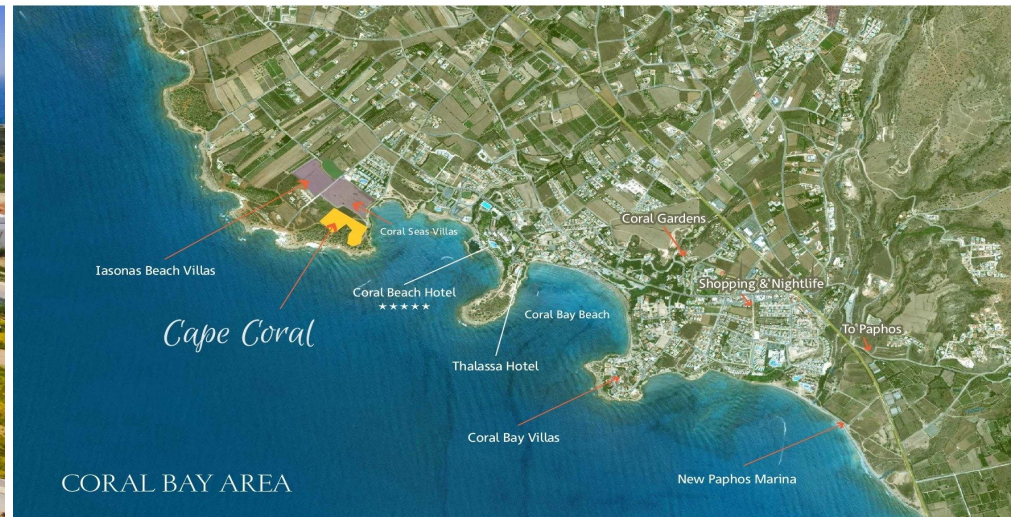 Coral Gardens
Coral Seas Villas
Iasonas Beach Villas
Shopping & Nightlife
Coral Beach Hotel
★★★★★
Coral Bay Beach
Cape Coral
To Paphos
Thalassa Hotel
Coral Bay Villas
New Paphos Marina
CORAL BAY AREA